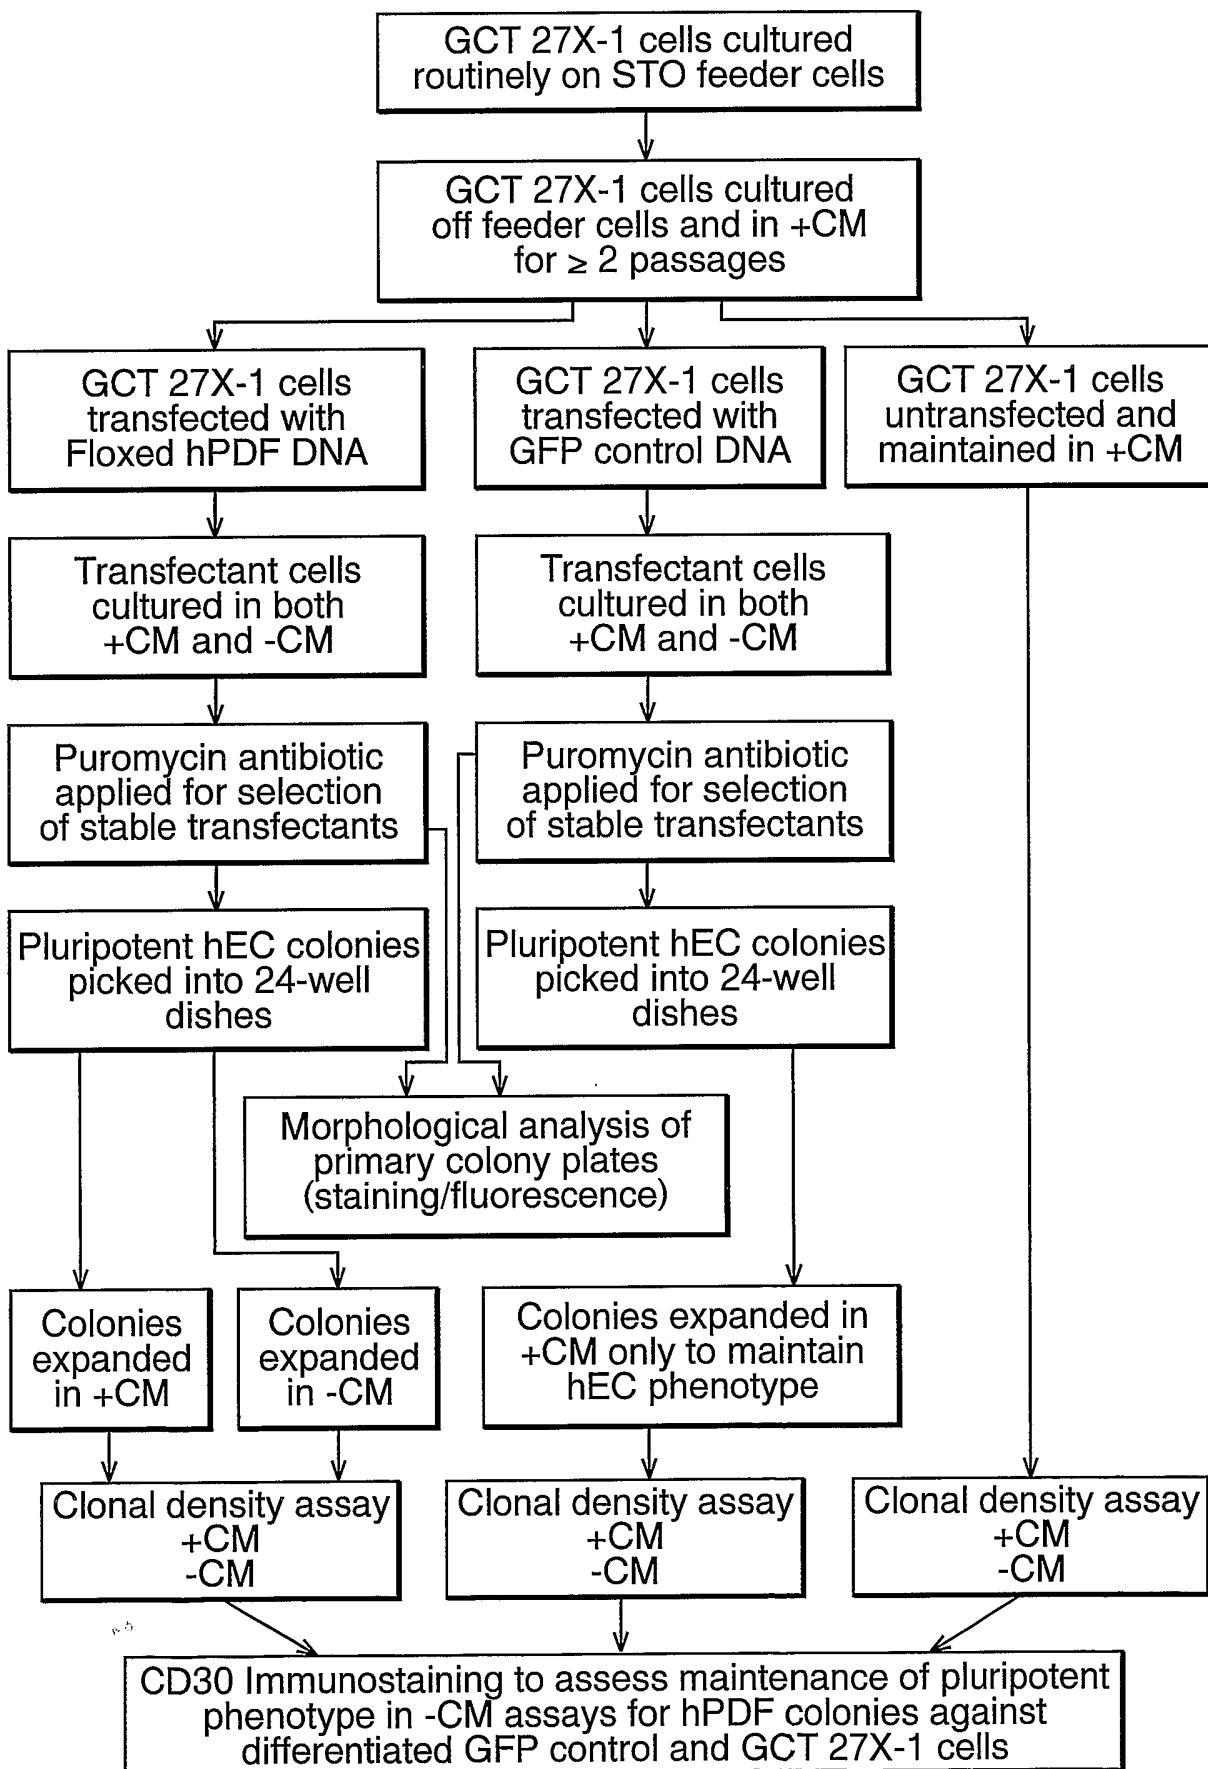 GCT 27X-1 cells cultured
routinely on STO feeder cells
GCT 27X-1 cells cultured
off feeder cells and in +CM
for ≥ 2 passages
GCT 27X-1 cells
transfected with
Floxed hPDF DNA
GCT 27X-1 cells
transfected with
GFP control DNA
GCT 27X-1 cells
untransfected and
maintained in +CM
Transfectant cells
cultured in both
+CM and -CM
Transfectant cells
cultured in both
+CM and -CM
Puromycin antibiotic
applied for selection
of stable transfectants
Puromycin antibiotic
applied for selection
of stable transfectants
Pluripotent hEC colonies
picked into 24-well
dishes
Pluripotent hEC colonies
picked into 24-well
dishes
Morphological analysis of
primary colony plates
(staining/fluorescence)
Colonies
expanded
in +CM
Colonies
expanded
in -CM
Colonies expanded in
+CM only to maintain
hEC phenotype
Clonal density assay
+CM
-CM
Clonal density assay
+CM
-CM
Clonal density assay
+CM
-CM
CD30 Immunostaining to assess maintenance of pluripotent
phenotype in -CM assays for hPDF colonies against
differentiated GFP control and GCT 27X-1 cells